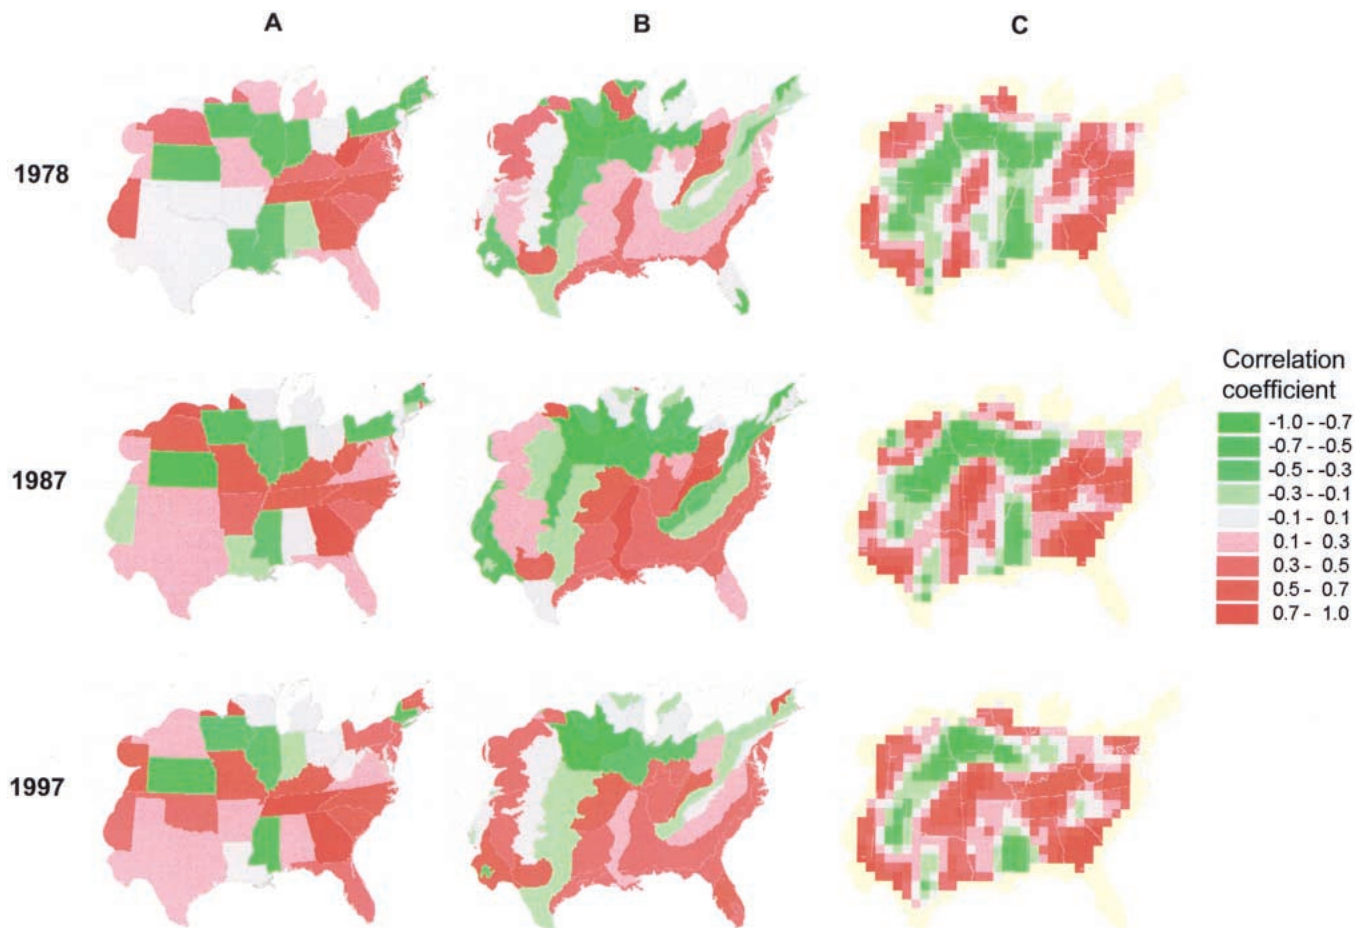 A B C
1978
1987
1997
Correlation
coefficient
-1.0 - -0.7
-0.7 - -0.5
-0.5 - -0.3
-0.3 - -0.1
-0.1 - 0.1
0.1 - 0.3
0.3 - 0.5
0.5 - 0.7
0.7 - 1.0